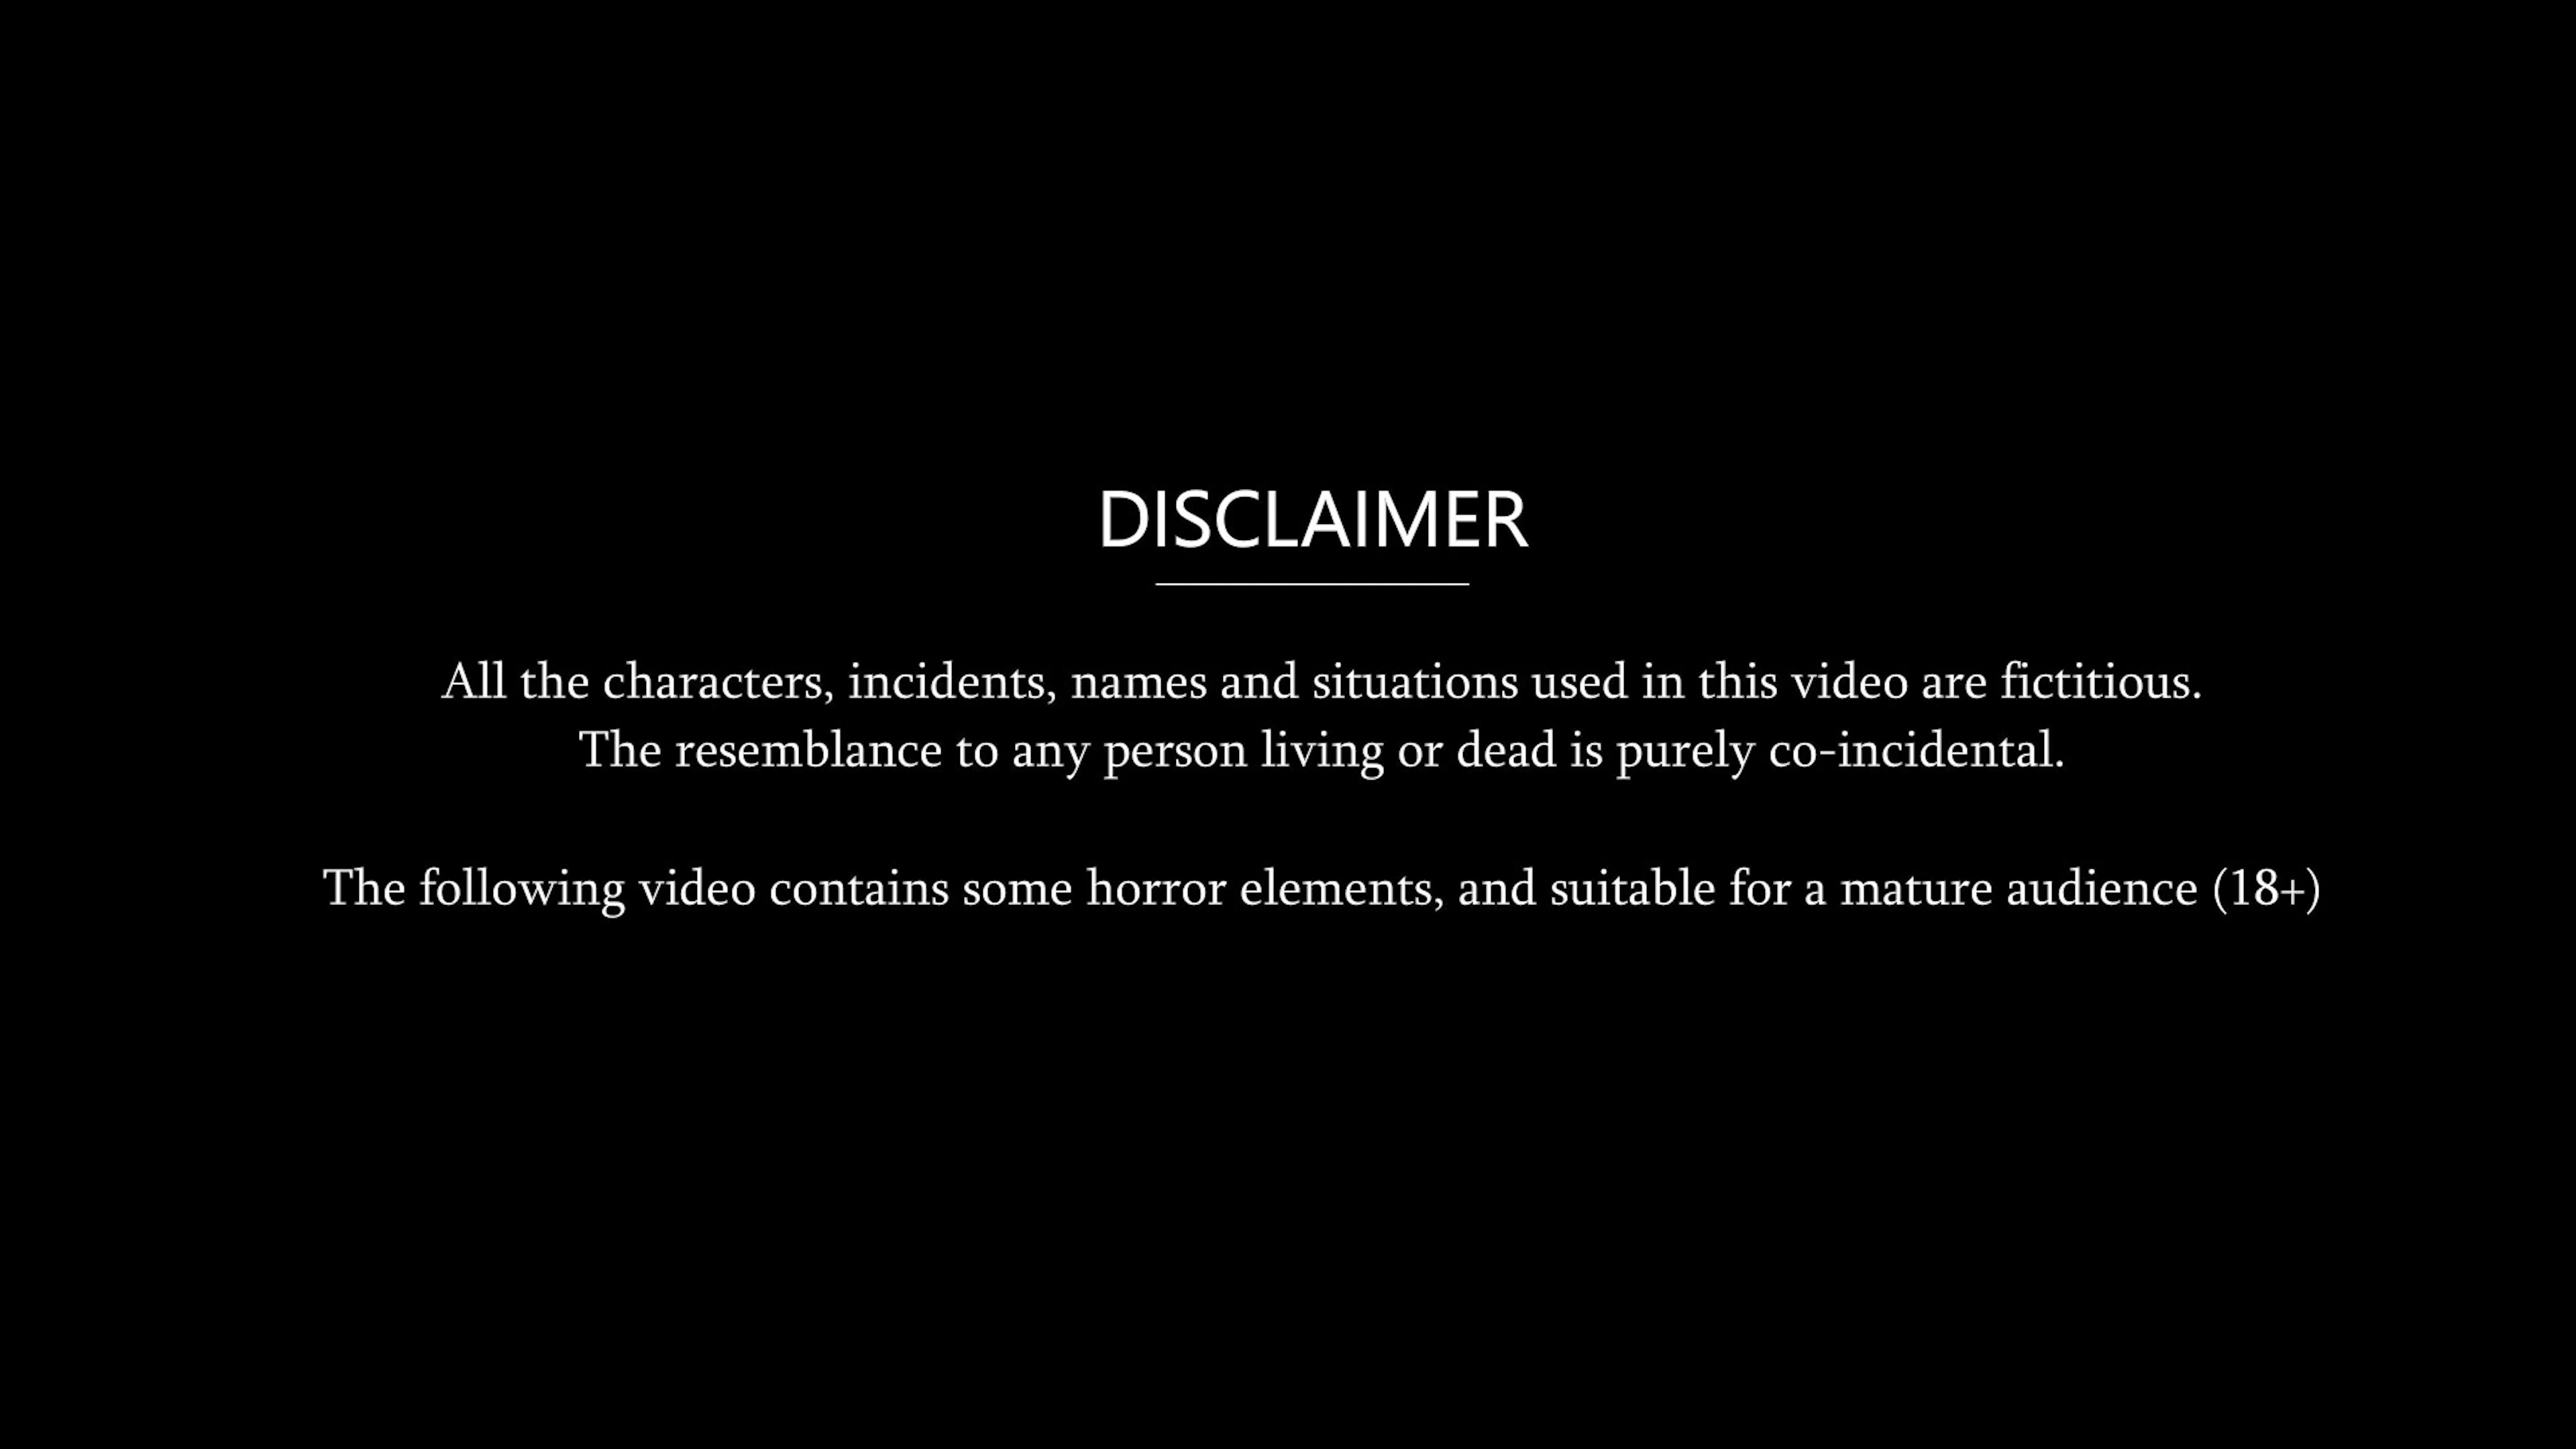 DISCLAIMER
All the characters, incidents, names and situations used in this video are fictitious.
The resemblance to any person living or dead is purely co-incidental.
The following video contains some horror elements, and suitable for a mature audience (18+)